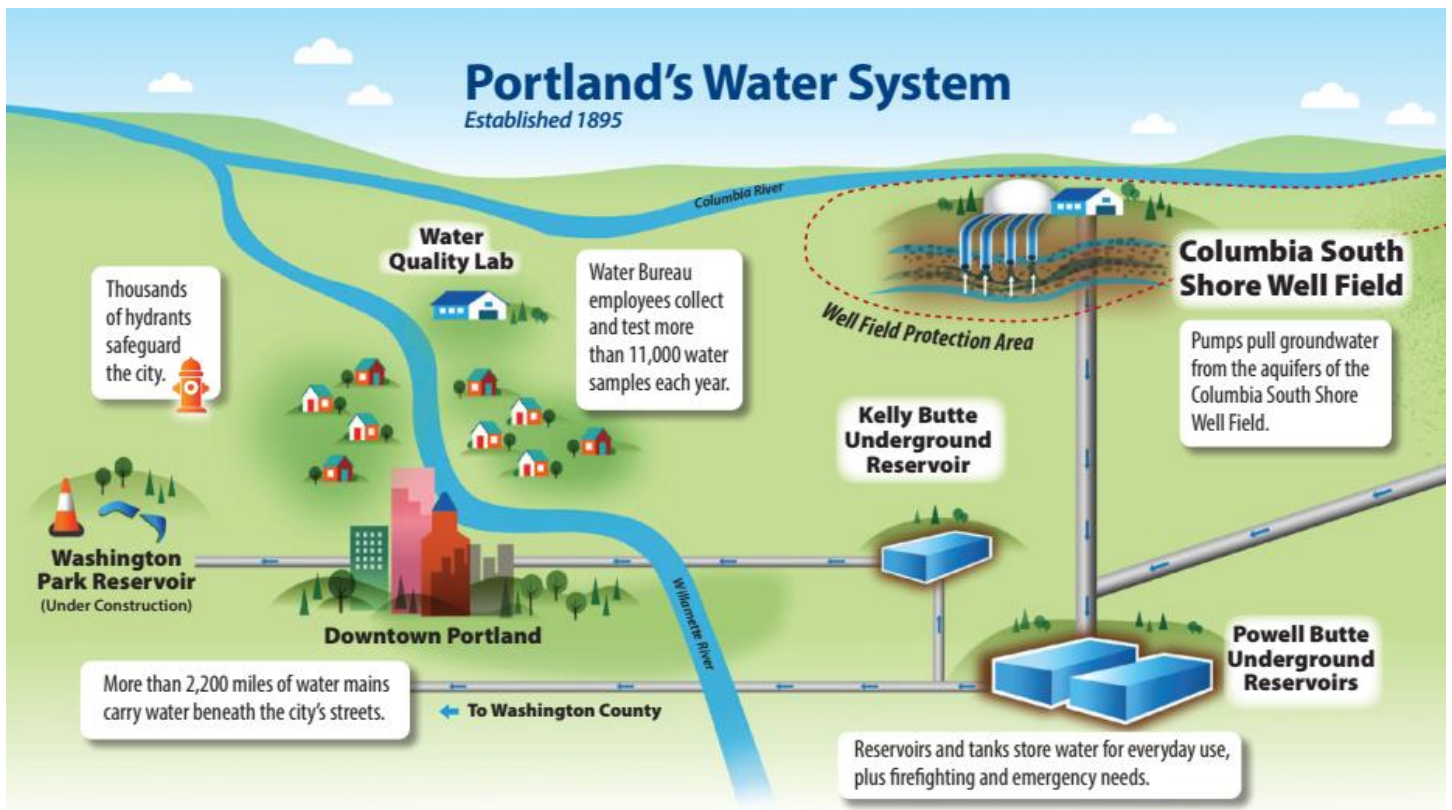 Portland's Water System
Established 1895
Columbia River
Water
Quality Lab
Thousands
of hydrants
safeguard
the city.
Water Bureau
employees collect
and test more
than 11,000 water
samples each year.
Well Field Protection Area
Columbia South
Shore Well Field
Pumps pull groundwater
from the aquifers of the
Columbia South Shore
Well Field.
Kelly Butte
Underground
Reservoir
Washington
Park Reservoir
(Under Construction)
Downtown Portland
Willamette River
Powell Butte
Underground
Reservoirs
More than 2,200 miles of water mains
carry water beneath the city's streets.
To Washington County
Reservoirs and tanks store water for everyday use,
plus firefighting and emergency needs.